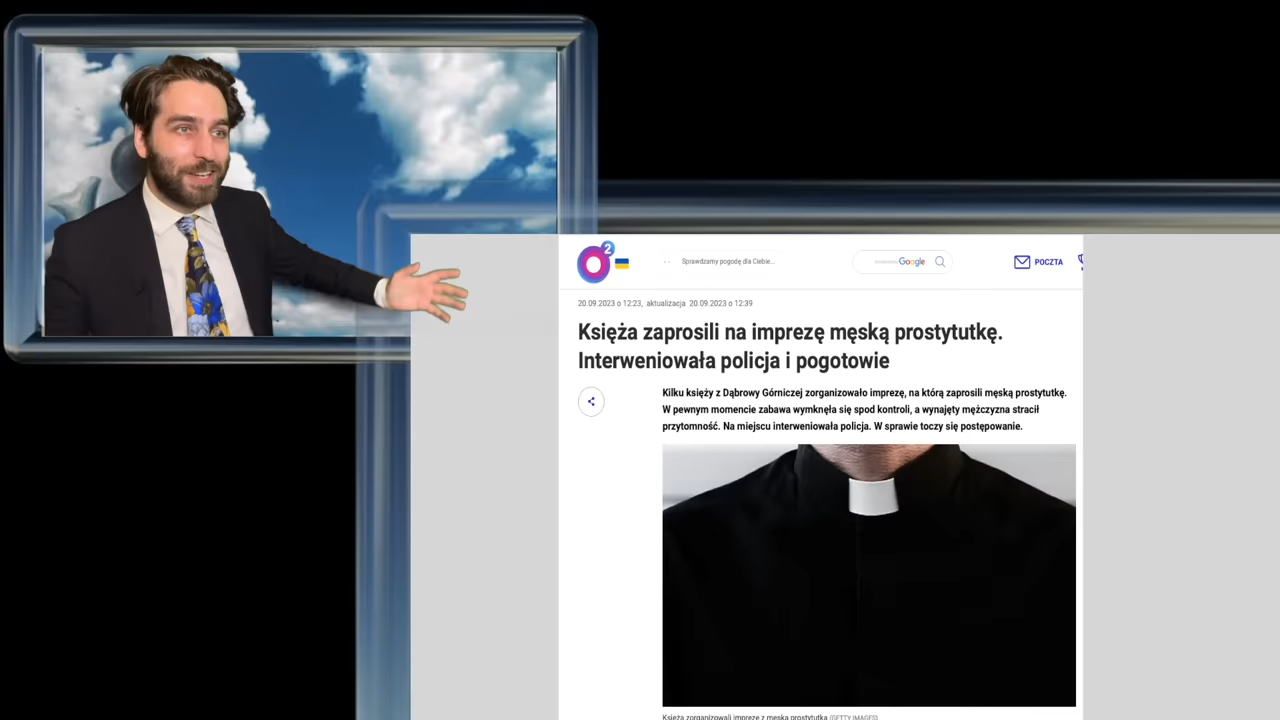 2
Sprawdzamy pogodę dla Ciebie...
Google
POCZTA
20.09.2023 o 12:23, aktualizacja 20.09.2023 o 12:39
Księża zaprosili na imprezę męską prostytutkę.
Interweniowała policja i pogotowie
Kilku księży z Dąbrowy Górniczej zorganizowało imprezę, na którą zaprosili męską prostytutkę.
W pewnym momencie zabawa wymknęła się spod kontroli, a wynajęty mężczyzna stracił
przytomność. Na miejscu interweniowała policja. W sprawie toczy się postępowanie.
Księża zorganizowali imprezę z męską prostytutką (GETTY IMAGES)